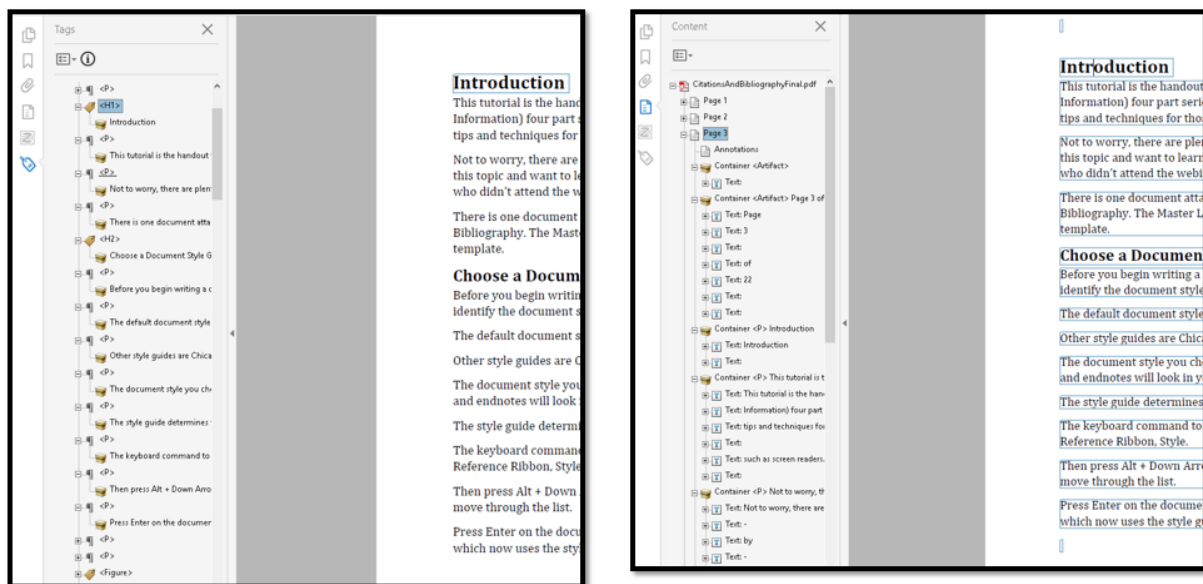 Tags
<P>
<H1>
Introduction
<P>
This tutorial is the handout
<P>
Not to worry, there are plen
<P>
There is one document atta
<H2>
Choose a Document Style G
<P>
Before you begin writing a c
<P>
The default document style
<P>
Other style guides are Chica
<P>
The document style you ch
<P>
The style guide determines
<P>
The keyboard command to
<P>
Then press Alt + Down Arro
<P>
Press Enter on the documer
<P>
<P>
<Figure>
Introduction
This tutorial is the hand
Information) four part
tips and techniques for
Not to worry, there are
this topic and want to le
who didn't attend the w
There is one document
Bibliography. The Maste
template.
Choose a Docum
Before you begin writin
identify the document s
The default document s
Other style guides are C
The document style you
and endnotes will look
The style guide determi
The keyboard command
Reference Ribbon, Style
Then press Alt + Down
move through the list.
Press Enter on the docu
which now uses the sty
Content
CitationsAndBibliographyFinal.pdf
Page 1
Page 2
Page 3
Annotations
Container <Artifact>
Text:
Container <Artifact> Page 3 of
Text: Page
Text: 3
Text:
Text: of
Text: 22
Text:
Text:
Container <P> Introduction
Text: Introduction
Text:
Container <P> This tutorial is t
Text: This tutorial is the han
Text: Information) four part
Text: tips and techniques for
Text:
Text: such as screen readers.
Text:
Container <P> Not to worry, th
Text: Not to worry, there are
Text: -
Text: by
Text: -
Introduction
This tutorial is the handout
Information) four part seri
tips and techniques for tho
Not to worry, there are plen
this topic and want to learn
who didn't attend the webi
There is one document atta
Bibliography. The Master L
template.
Choose a Documen
Before you begin writing a
identify the document style
The default document style
Other style guides are Chica
The document style you ch
and endnotes will look in y
The style guide determines
The keyboard command to
Reference Ribbon, Style.
Then press Alt + Down Arr
move through the list.
Press Enter on the docume
which now uses the style g